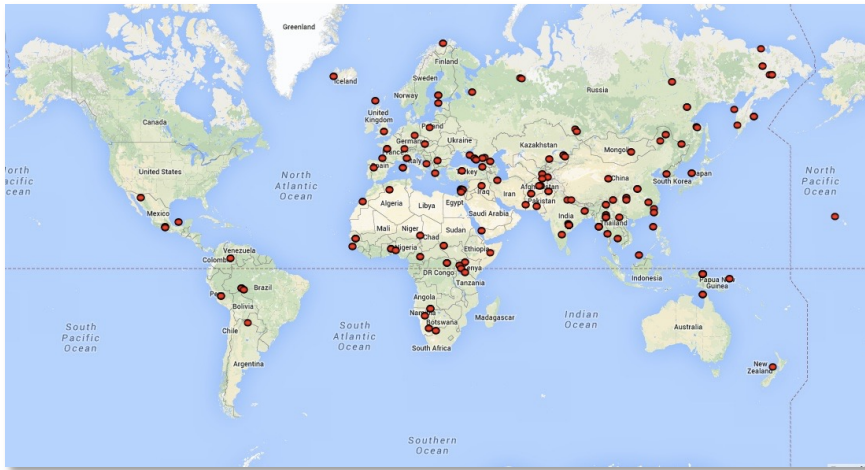 Greenland
Iceland
Finland
Sweden
Norway
Russia
United
Kingdom
Poland
Germany
Ukraine
France
Italy
Spain
Kazakhstan
Mongolia
Canada
United States
North
Atlantic
Ocean
North
Pacific
Ocean
Turkey
Iraq
Iran
Afghanistan
Pakistan
China
South Korea
Japan
North
Pacific
Ocean
Algeria
Libya
Egypt
Saudi Arabia
India
Thailand
Mexico
Mali
Niger
Chad
Sudan
Nigeria
Ethiopia
Venezuela
Colombia
DR Congo
Kenya
Tanzania
Indonesia
Papua New
Guinea
Peru
Brazil
Bolivia
Angola
Namibia
Botswana
Madagascar
South Africa
Indian
Ocean
Australia
Chile
Argentina
South
Pacific
Ocean
South
Atlantic
Ocean
New
Zealand
Southern
Ocean